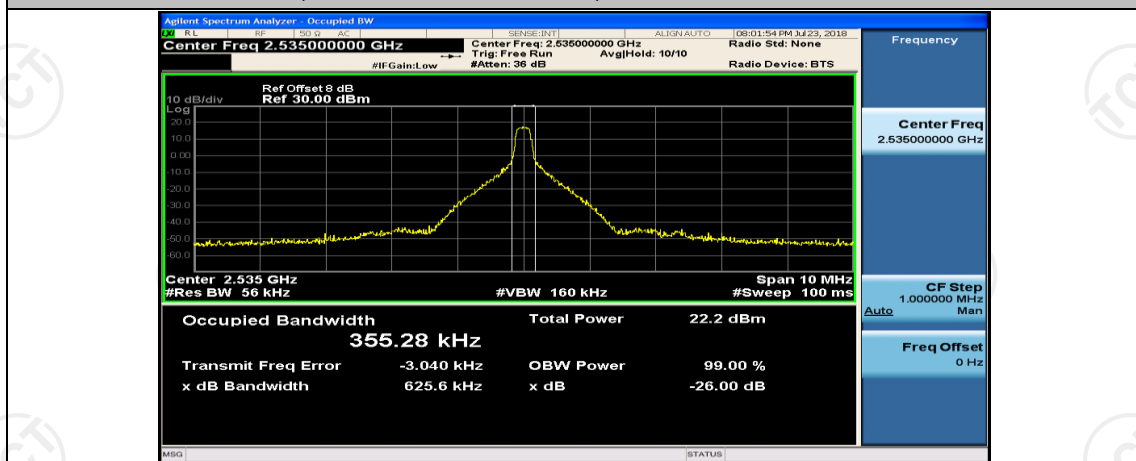 Agilent Spectrum Analyzer - Occupied BW
LXI RL RF 50 Ω AC SENSE:INT ALIGN AUTO 08:01:54 PM Jul 23, 2018
Center Freq 2.535000000 GHz Center Freq: 2.535000000 GHz Radio Std: None
Trig: Free Run Avg|Hold: 10/10
#IFGain:Low #Atten: 36 dB Radio Device: BTS
Frequency
Ref Offset 8 dB
10 dB/div Ref 30.00 dBm
Log
20.0
10.0
0.00
-10.0
-20.0
-30.0
-40.0
-50.0
-60.0
Center Freq
2.535000000 GHz
Center 2.535 GHz Span 10 MHz
#Res BW 56 kHz #VBW 160 kHz #Sweep 100 ms
CF Step
1.000000 MHz
Auto Man
Occupied Bandwidth Total Power 22.2 dBm
355.28 kHz
Transmit Freq Error -3.040 kHz OBW Power 99.00 %
x dB Bandwidth 625.6 kHz x dB -26.00 dB
Freq Offset
0 Hz
MSG STATUS